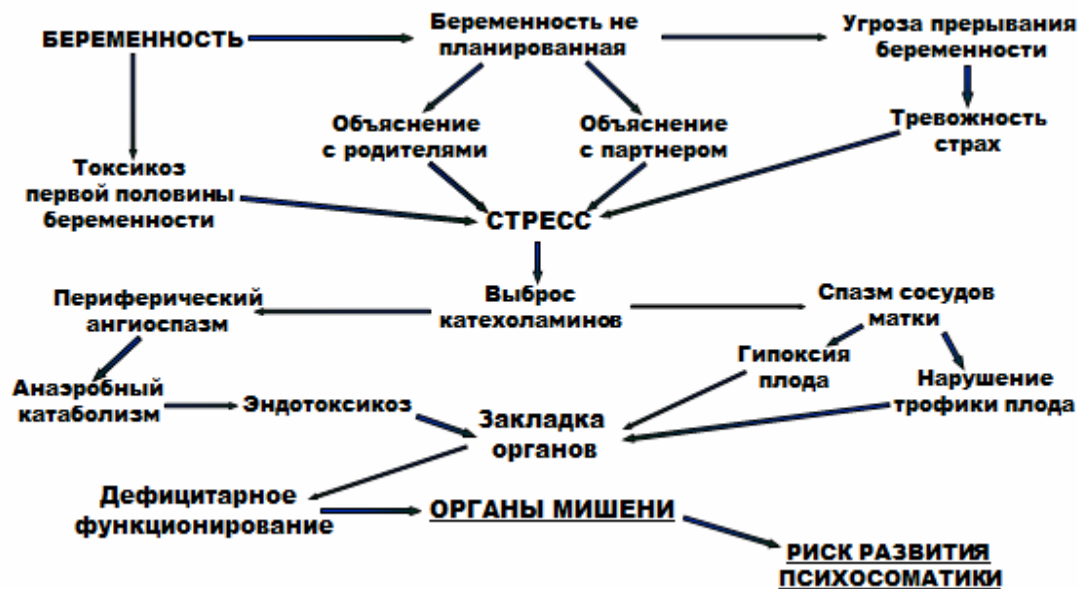 БЕРЕМЕННОСТЬ
Беременность не
планированная
Угроза прерывания
беременности
Объяснение
с родителями
Объяснение
с партнером
Тревожность
страх
Токсикоз
первой половины
беременности
СТРЕСС
Периферический
ангиоспазм
Выброс
катехоламинов
Спазм сосудов
матки
Гипоксия
плода
Анаэробный
катаболизм
Эндотоксикоз
Закладка
органов
Нарушение
трофики плода
Дефицитарное
функционирование
ОРГАНЫ МИШЕНИ
РИСК РАЗВИТИЯ
ПСИХОСОМАТИКИ